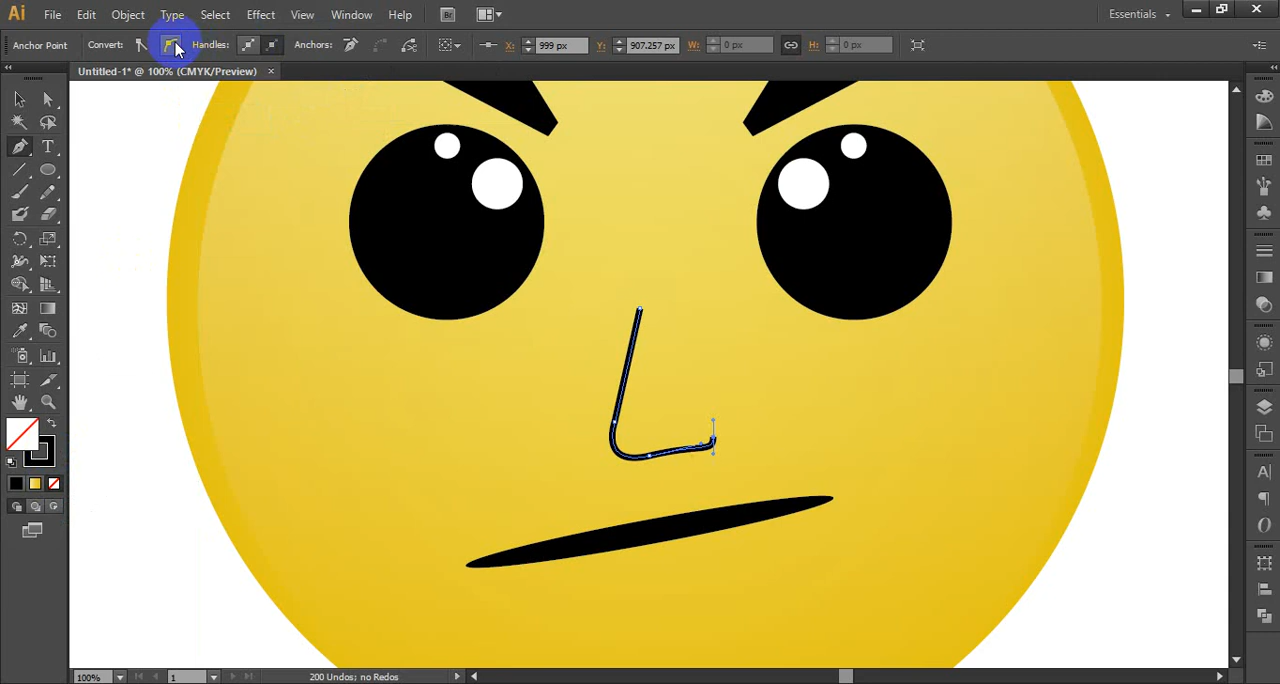 Ai File Edit Object Type Select Effect View Window Help Br Essentials
Anchor Point Convert: Handles: Anchors: X: 999 px Y: 907.257 px W: 0 px H: 0 px
Untitled-1* @ 100% (CMYK/Preview)
100% 1 200 Undos; no Redos